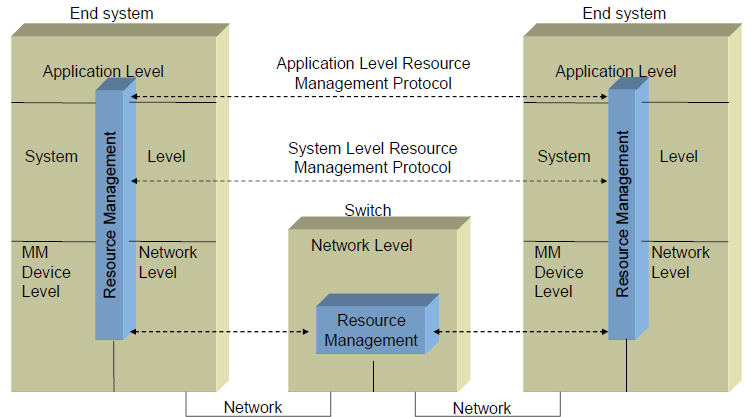 End system
End system
Application Level
Application Level Resource
Management Protocol
Application Level
System
Level
Resource Management
System Level Resource
Management Protocol
System
Level
Resource Management
Switch
Network Level
MM
Device
Level
Network
Level
MM
Device
Level
Network
Level
Resource
Management
Network
Network